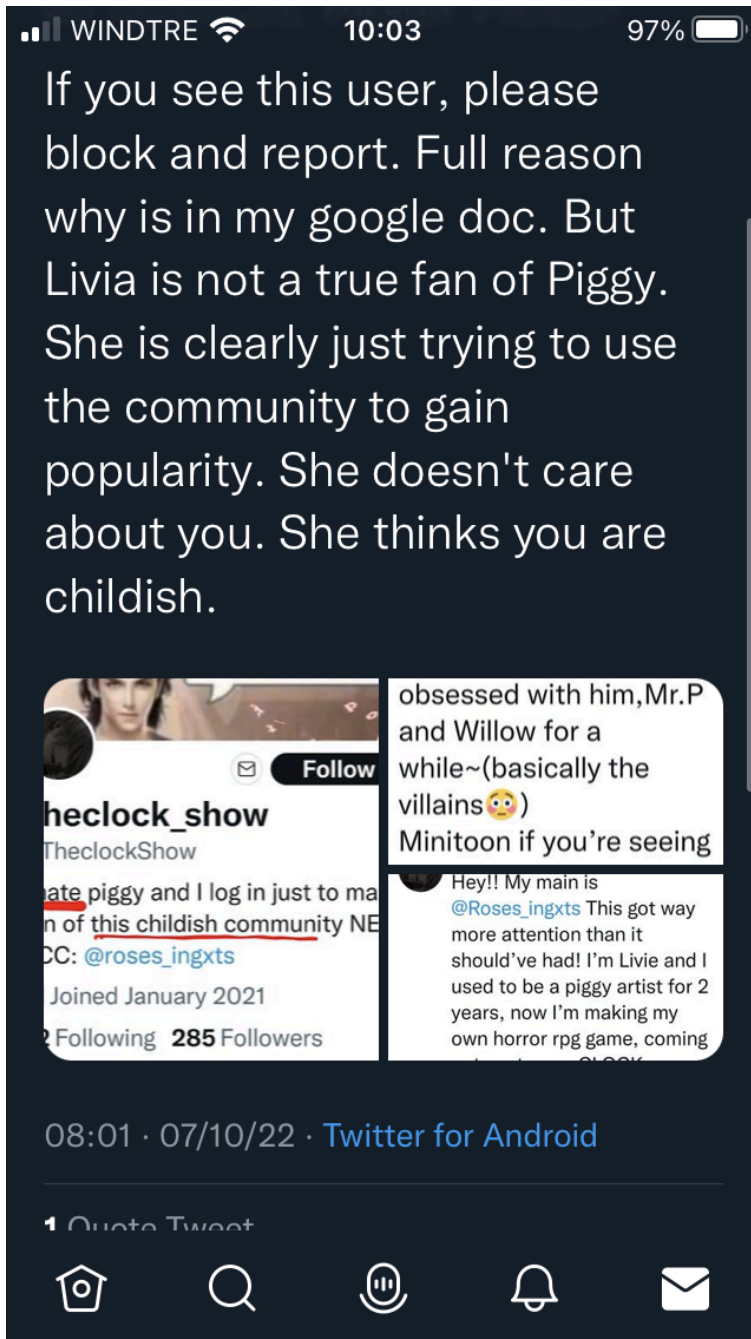 WINDTRE 10:03 97%
If you see this user, please
block and report. Full reason
why is in my google doc. But
Livia is not a true fan of Piggy.
She is clearly just trying to use
the community to gain
popularity. She doesn't care
about you. She thinks you are
childish.
Follow
heclock_show
TheclockShow
ate piggy and I log in just to ma
n of this childish community NE
CC: @roses_ingxts
Joined January 2021
2 Following 285 Followers
obsessed with him,Mr.P
and Willow for a
while~(basically the
villains😳)
Minitoon if you're seeing
Hey!! My main is
@Roses_ingxts This got way
more attention than it
should've had! I'm Livie and I
used to be a piggy artist for 2
years, now I'm making my
own horror rpg game, coming
08:01 · 07/10/22 · Twitter for Android
1 Quote Tweet